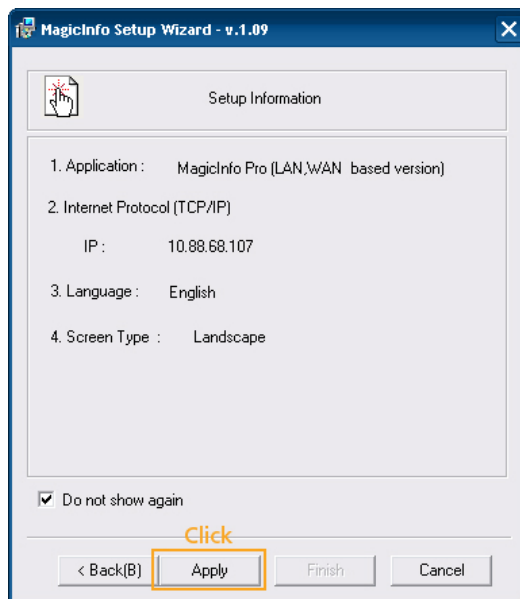 MagicInfo Setup Wizard - v.1.09
Setup Information
1. Application : MagicInfo Pro (LAN,WAN based version)
2. Internet Protocol (TCP/IP)
IP : 10.88.68.107
3. Language : English
4. Screen Type : Landscape
Do not show again
Click
< Back(B) Apply Finish Cancel